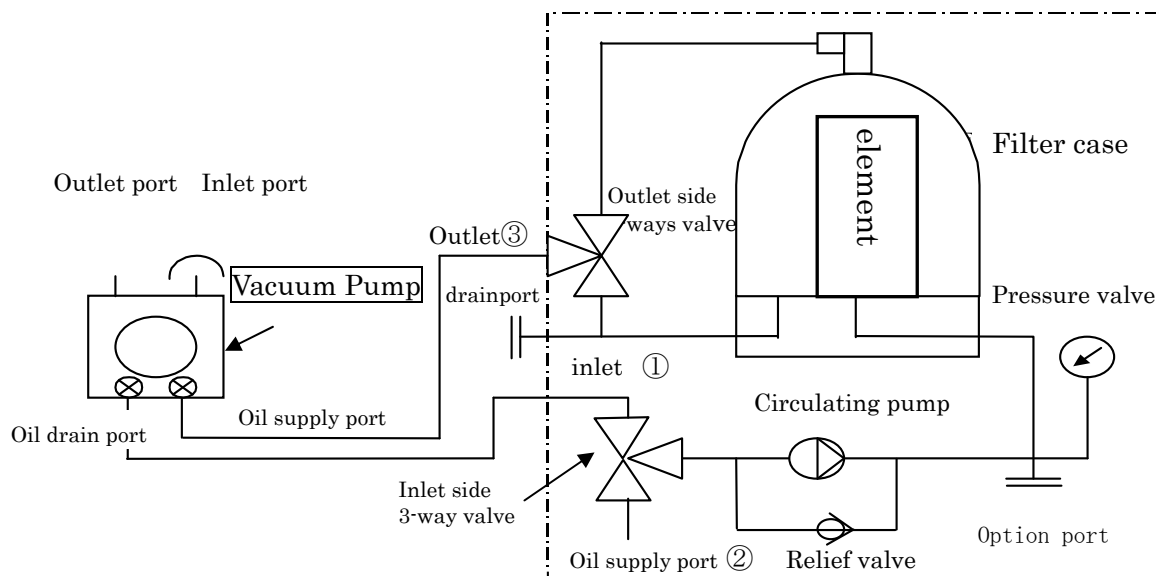 Outlet port
Inlet port
Vacuum Pump
Oil drain port
Oil supply port
Outlet③
drainport
Outlet side
-ways valve
element
Filter case
Pressure valve
inlet ①
Circulating pump
Inlet side
3-way valve
Oil supply port②
Relief valve
Option port